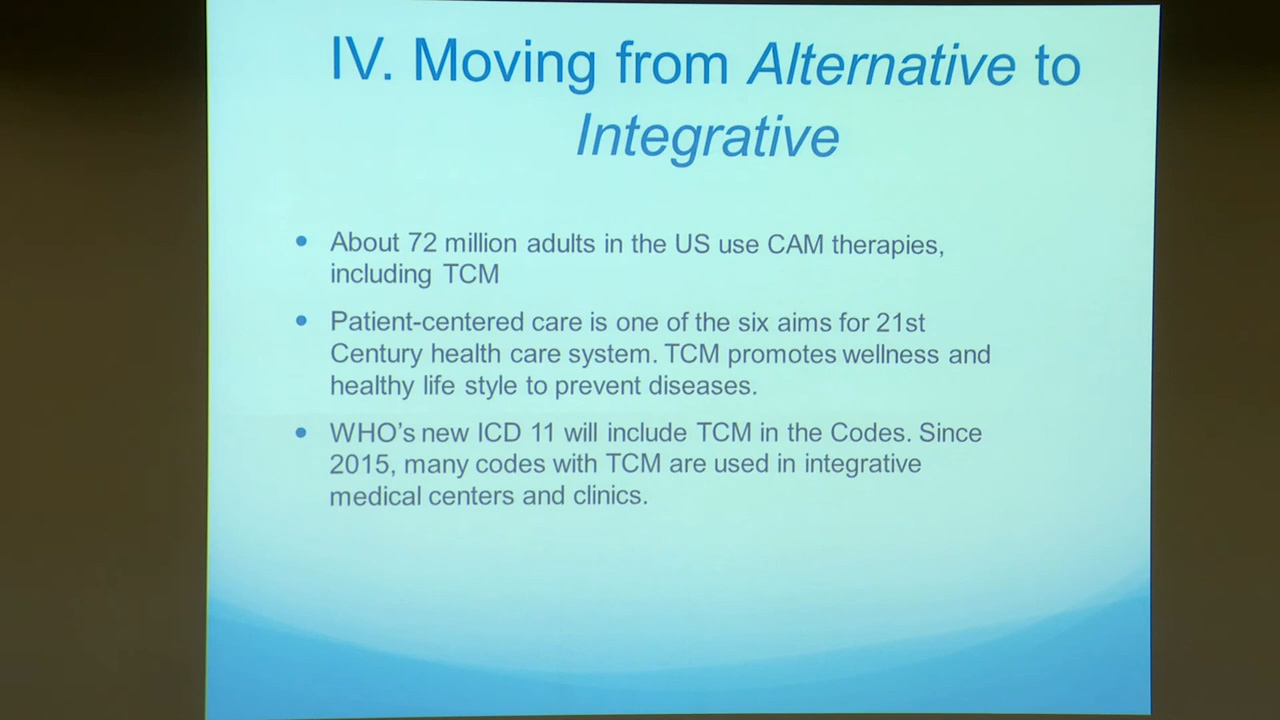 IV. Moving from Alternative to
Integrative
• About 72 million adults in the US use CAM therapies,
including TCM
• Patient-centered care is one of the six aims for 21st
Century health care system. TCM promotes wellness and
healthy life style to prevent diseases.
• WHO's new ICD 11 will include TCM in the Codes. Since
2015, many codes with TCM are used in integrative
medical centers and clinics.